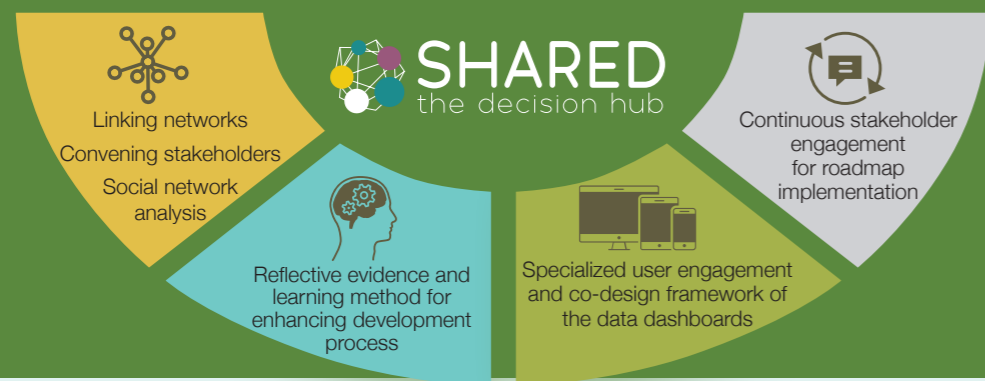 SHARED
the decision hub
Linking networks
Convening stakeholders
Social network
analysis
Reflective evidence and
learning method for
enhancing development
process
Specialized user engagement
and co-design framework of
the data dashboards
Continuous stakeholder
engagement
for roadmap
implementation